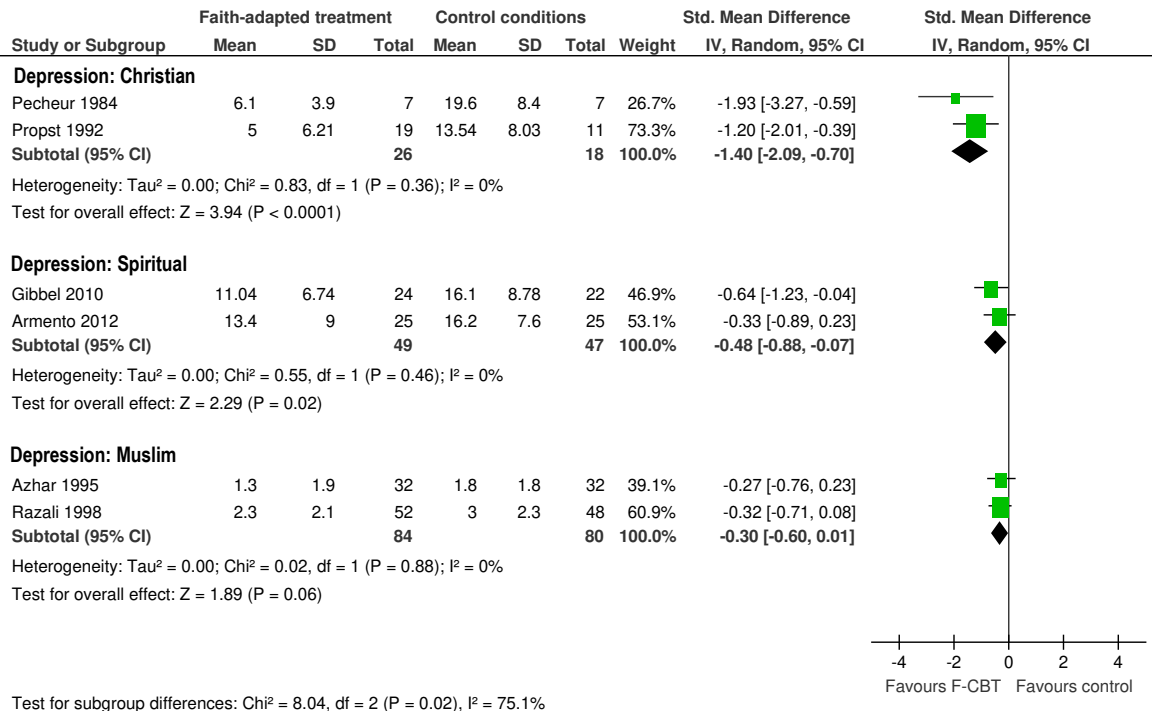 Faith-adapted treatment Control conditions Std. Mean Difference Std. Mean Difference
Study or Subgroup Mean SD Total Mean SD Total Weight IV, Random, 95% CI IV, Random, 95% CI
Depression: Christian
Pecheur 1984 6.1 3.9 7 19.6 8.4 7 26.7% -1.93 [-3.27, -0.59]
Propst 1992 5 6.21 19 13.54 8.03 11 73.3% -1.20 [-2.01, -0.39]
Subtotal (95% CI) 26 18 100.0% -1.40 [-2.09, -0.70]
Heterogeneity: Tau² = 0.00; Chi² = 0.83, df = 1 (P = 0.36); I² = 0%
Test for overall effect: Z = 3.94 (P < 0.0001)
Depression: Spiritual
Gibbel 2010 11.04 6.74 24 16.1 8.78 22 46.9% -0.64 [-1.23, -0.04]
Armento 2012 13.4 9 25 16.2 7.6 25 53.1% -0.33 [-0.89, 0.23]
Subtotal (95% CI) 49 47 100.0% -0.48 [-0.88, -0.07]
Heterogeneity: Tau² = 0.00; Chi² = 0.55, df = 1 (P = 0.46); I² = 0%
Test for overall effect: Z = 2.29 (P = 0.02)
Depression: Muslim
Azhar 1995 1.3 1.9 32 1.8 1.8 32 39.1% -0.27 [-0.76, 0.23]
Razali 1998 2.3 2.1 52 3 2.3 48 60.9% -0.32 [-0.71, 0.08]
Subtotal (95% CI) 84 80 100.0% -0.30 [-0.60, 0.01]
Heterogeneity: Tau² = 0.00; Chi² = 0.02, df = 1 (P = 0.88); I² = 0%
Test for overall effect: Z = 1.89 (P = 0.06)
-4 -2 0 2 4
Favours F-CBT Favours control
Test for subgroup differences: Chi² = 8.04, df = 2 (P = 0.02), I² = 75.1%